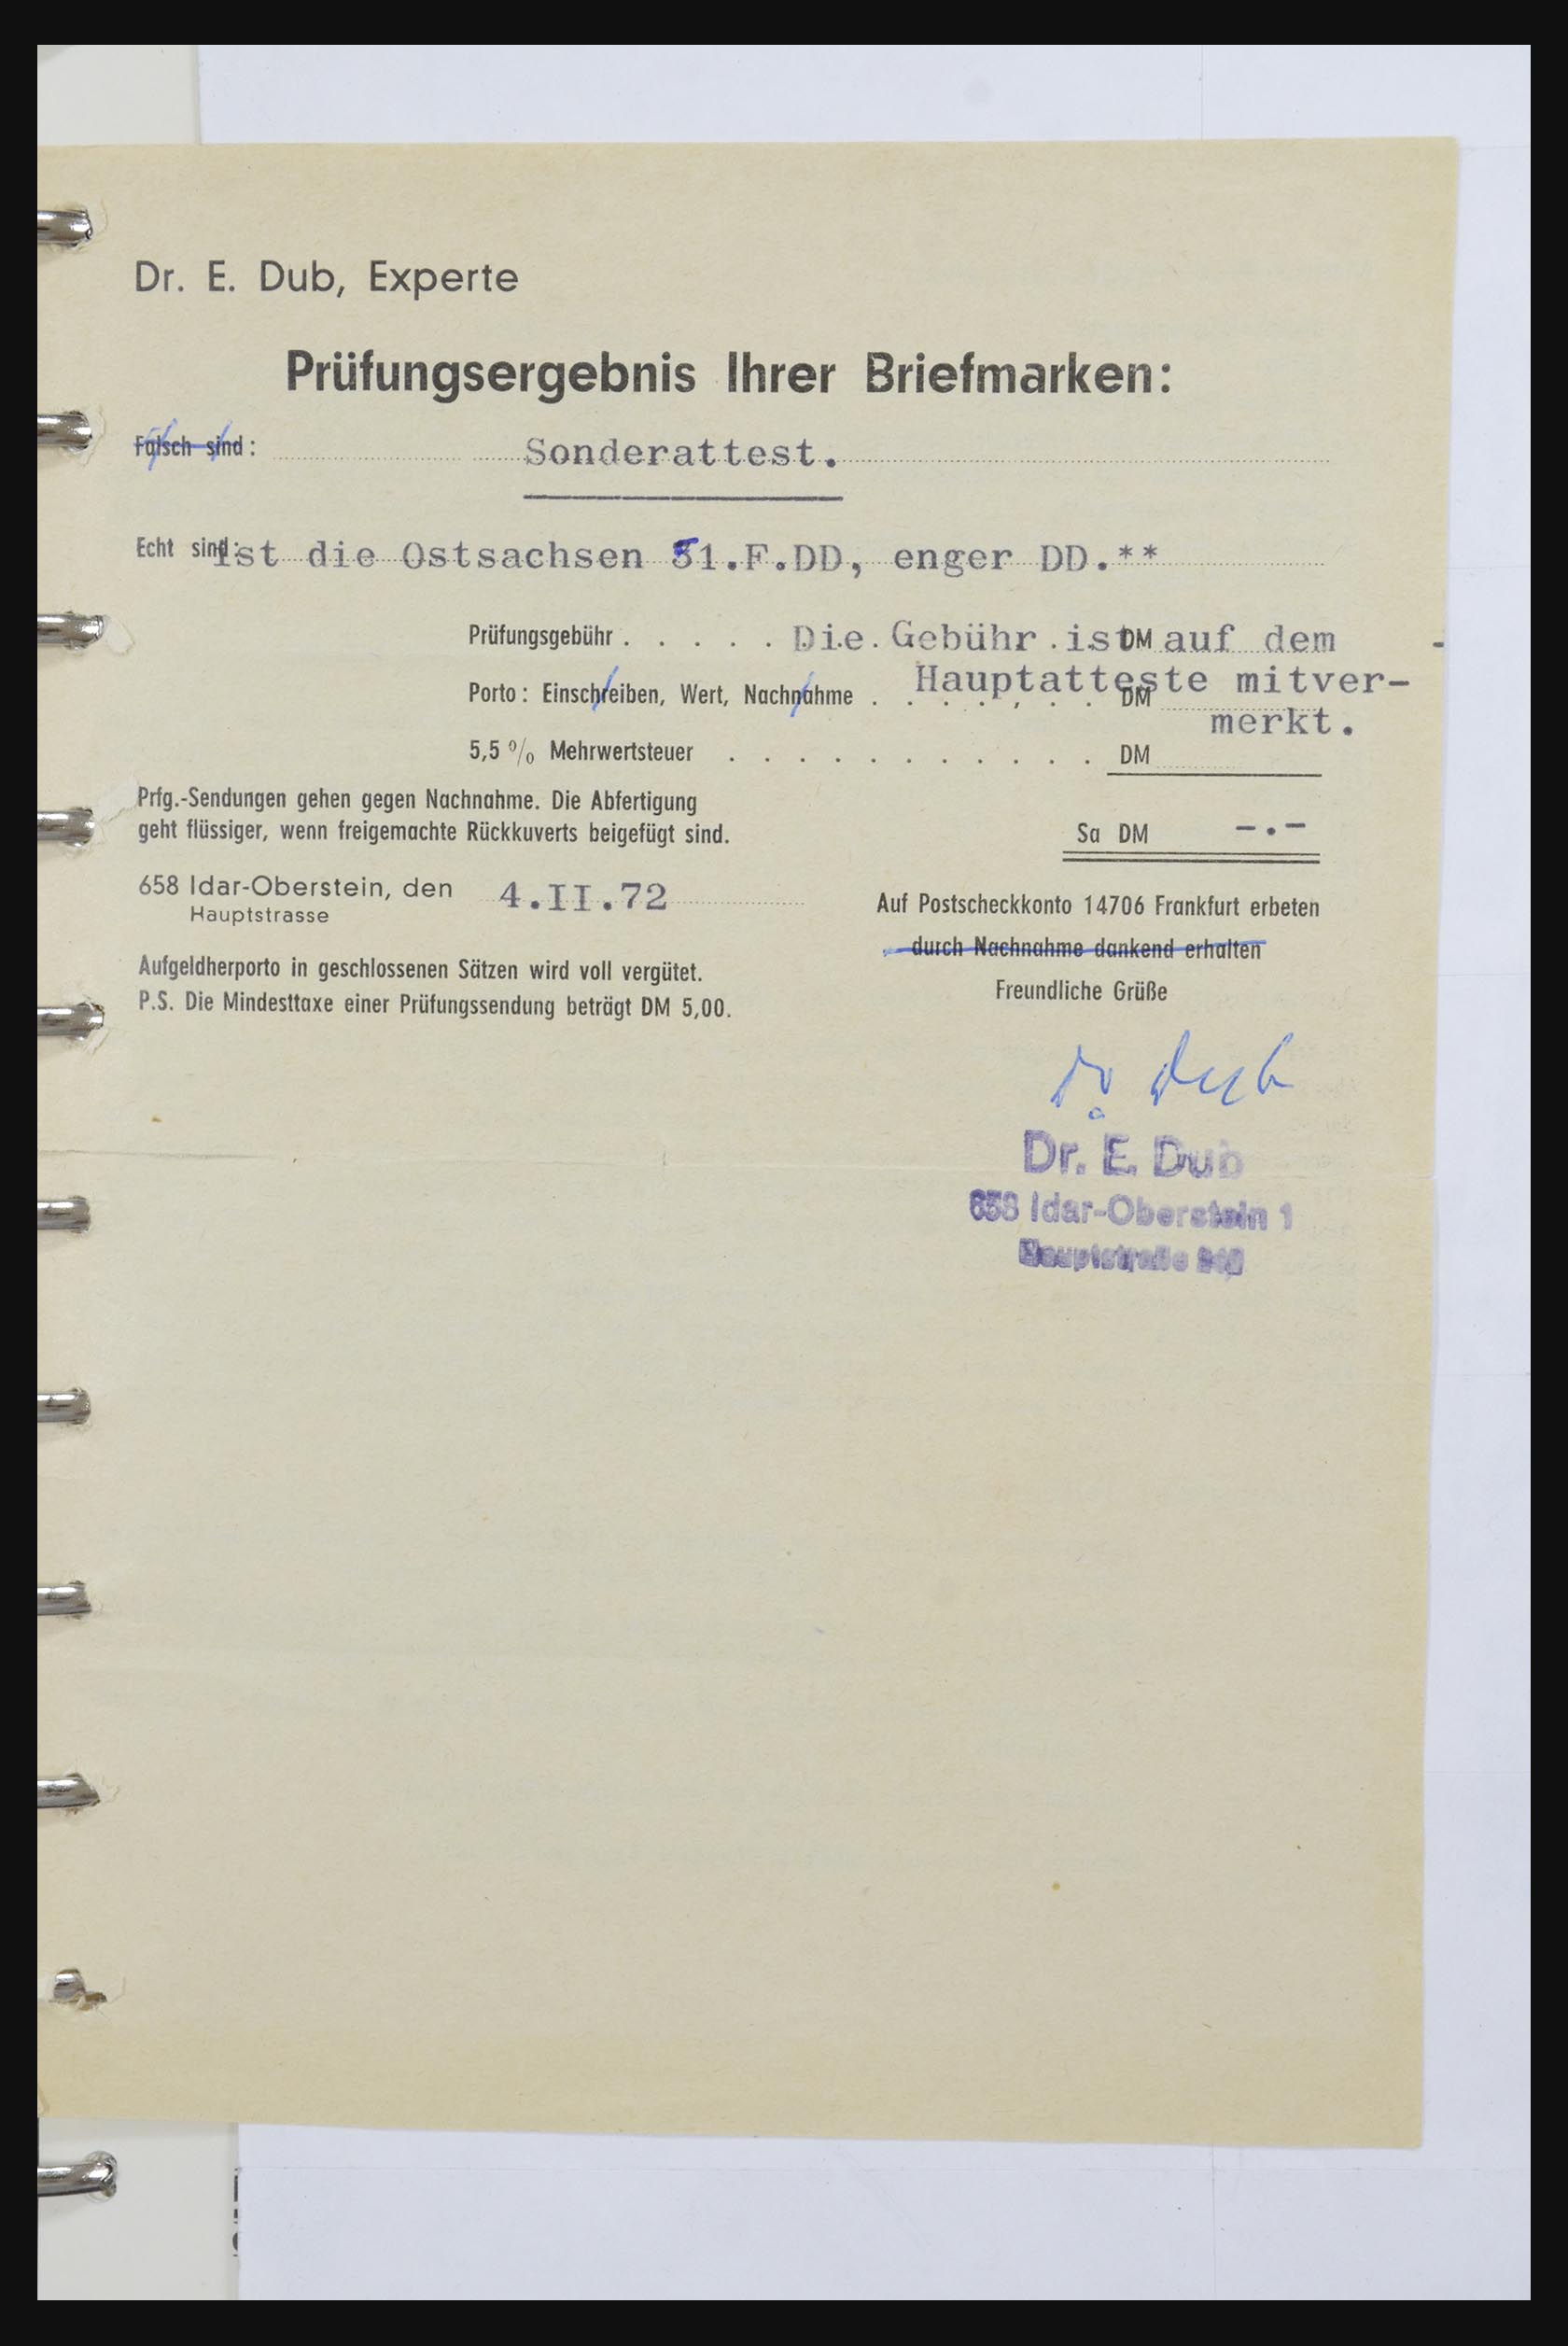 Dr. E. Dub, Experte
Prüfungsergebnis Ihrer Briefmarken:
Falsch sind: Sonderattest.
Echt sind: ist die Ostsachsen 51.F.DD, enger DD.**
Prüfungsgebühr . . . . . Die Gebühr ist DM auf dem
Hauptatteste mitver-
Porto: Einschreiben, Wert, Nachnahme . . . . . . . DM
merkt.
5,5 % Mehrwertsteuer . . . . . . . . . . . DM
Prfg.-Sendungen gehen gegen Nachnahme. Die Abfertigung
geht flüssiger, wenn freigemachte Rückkuverts beigefügt sind.
Sa DM -.-
658 Idar-Oberstein, den 4.II.72
Hauptstrasse
Auf Postscheckkonto 14706 Frankfurt erbeten
durch Nachnahme dankend erhalten
Aufgeldherporto in geschlossenen Sätzen wird voll vergütet.
Freundliche Grüße
P.S. Die Mindesttaxe einer Prüfungssendung beträgt DM 5,00.
Dr Dub
Dr. E. Dub
658 Idar-Oberstein 1
Hauptstraße